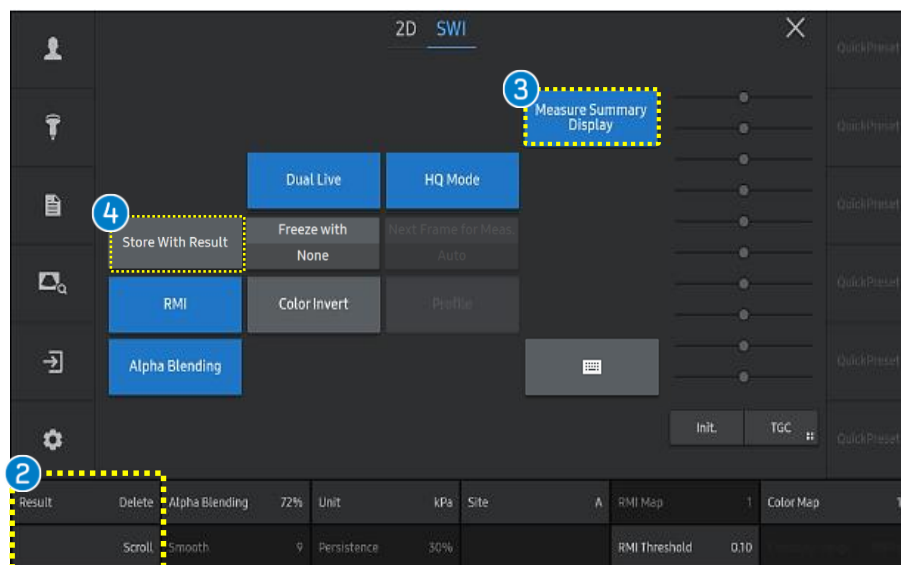 2D SWI
QuickPreset
3
Measure Summary
Display
QuickPreset
Dual Live
HQ Mode
QuickPreset
4
Store With Result
Freeze with
None
Next Frame for Meas.
Auto
QuickPreset
RMI
Color Invert
Profile
Alpha Blending
QuickPreset
Init.
TGC
QuickPreset
2
Result Delete
Alpha Blending 72%
Unit kPa
Site A
RMI Map 1
Color Map 1
Scroll
Smooth 9
Persistence 30%
RMI Threshold 0.10